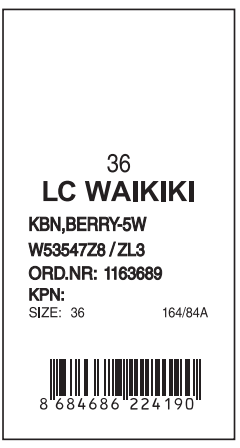 36
LC WAIKIKI
KBN,BERRY-5W
W53547Z8 / ZL3
ORD.NR: 1163689
KPN:
SIZE: 36 164/84A
8 684686 224190